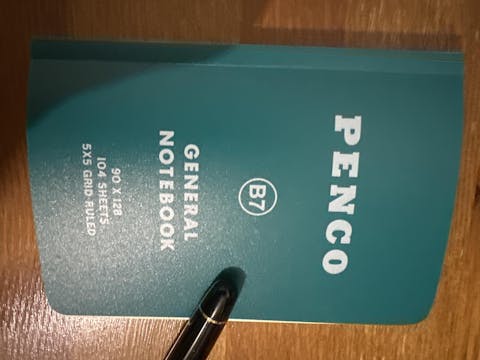 PENCO
B7
GENERAL
NOTEBOOK
90 X 128
104 SHEETS
5X5 GRID RULED